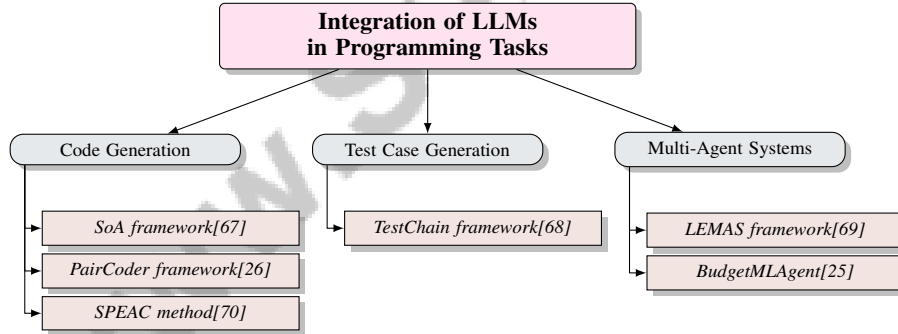 Integration of LLMs
in Programming Tasks
Code Generation
Test Case Generation
Multi-Agent Systems
SoA framework[67]
TestChain framework[68]
LEMAS framework[69]
PairCoder framework[26]
BudgetMLAgent[25]
SPEAC method[70]